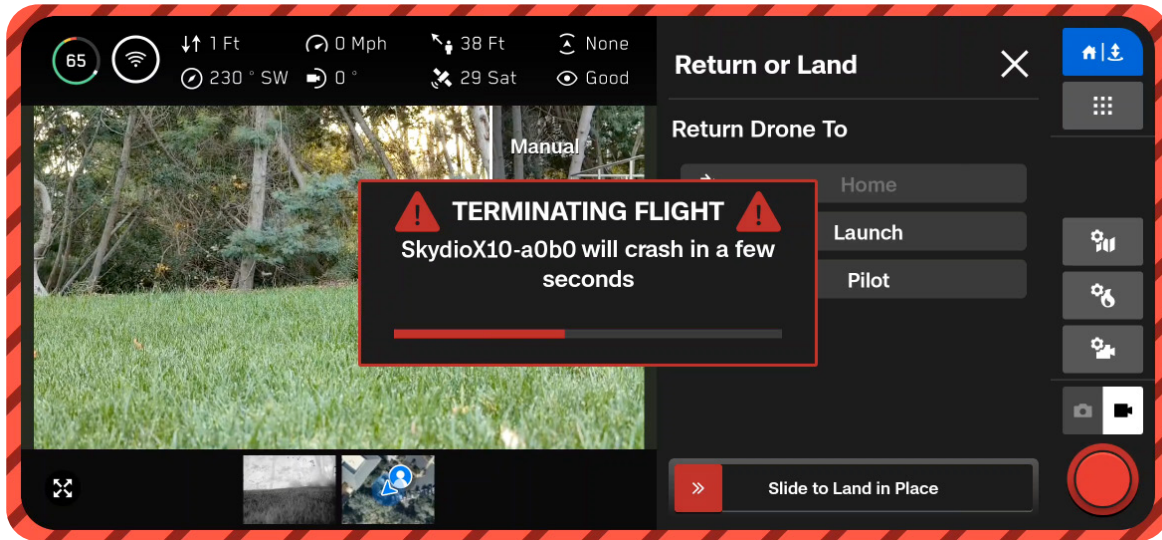 65
1 Ft
0 Mph
38 Ft
None
230 ° SW
0 °
29 Sat
Good
Manual
TERMINATING FLIGHT
SkydioX10-a0b0 will crash in a few
seconds
Return or Land
Return Drone To
Home
Launch
Pilot
Slide to Land in Place